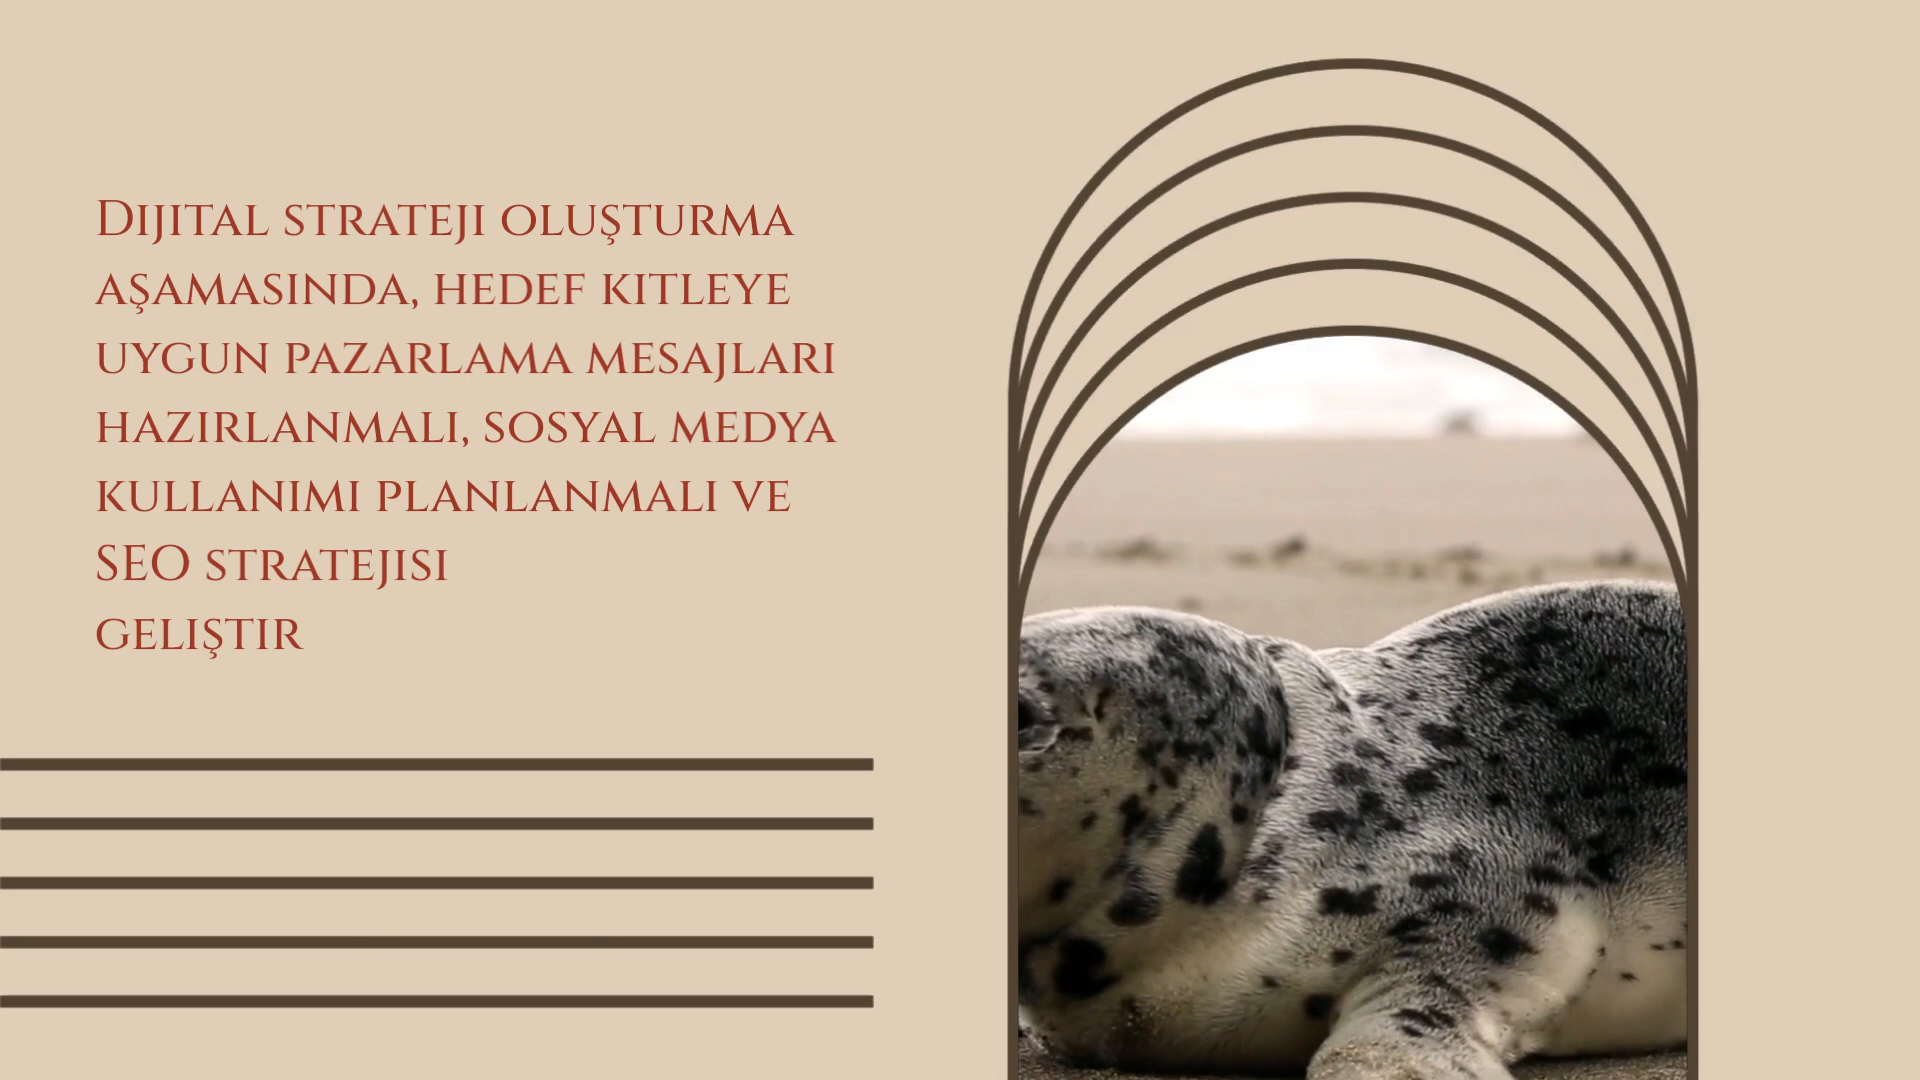 Dijital strateji oluşturma
aşamasında, hedef kitleye
uygun pazarlama mesajları
hazırlanmalı, sosyal medya
kullanımı planlanmalı ve
SEO stratejisi
geliştir